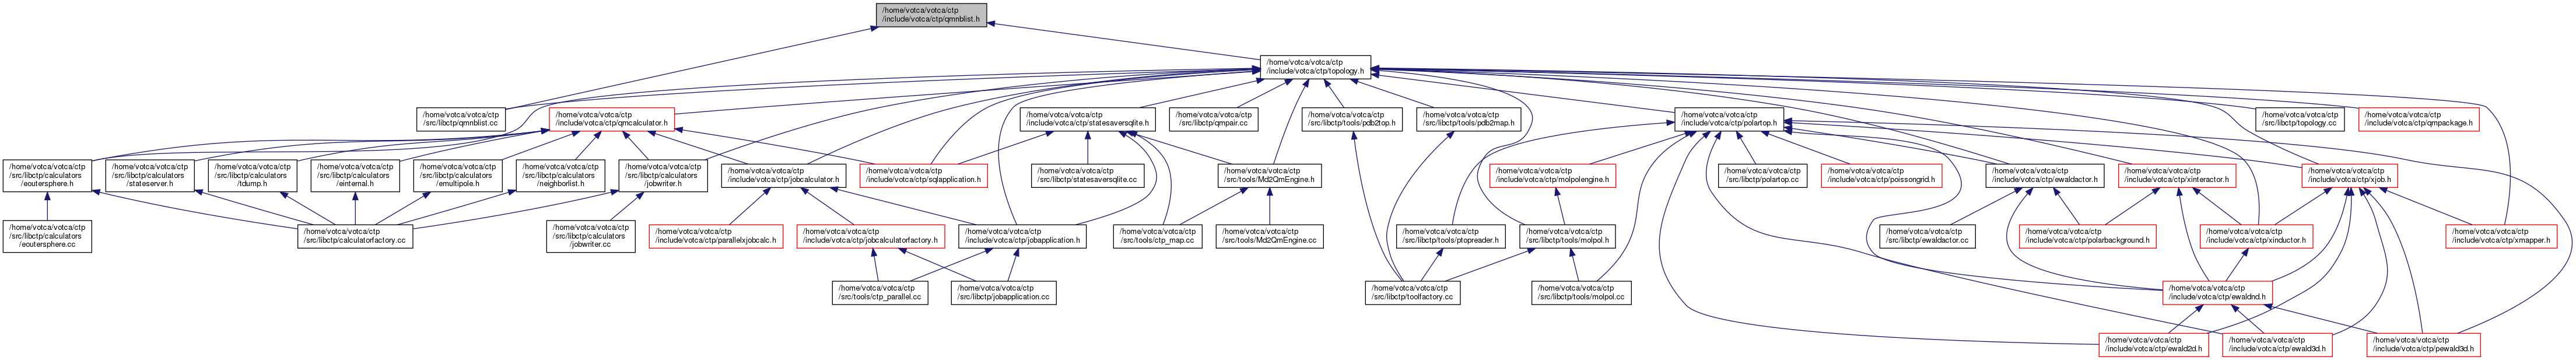 /home/votca/votca/ctp
/include/votca/ctp/qmnblist.h
/home/votca/votca/ctp
/include/votca/ctp/topology.h
/home/votca/votca/ctp
/src/libctp/qmnblist.cc
/home/votca/votca/ctp
/include/votca/ctp/qmcalculator.h
/home/votca/votca/ctp
/include/votca/ctp/statesaversqlite.h
/home/votca/votca/ctp
/src/libctp/qmpair.cc
/home/votca/votca/ctp
/src/libctp/tools/pdb2top.h
/home/votca/votca/ctp
/src/libctp/tools/pdb2map.h
/home/votca/votca/ctp
/include/votca/ctp/polartop.h
/home/votca/votca/ctp
/src/libctp/topology.cc
/home/votca/votca/ctp
/include/votca/ctp/qmpackage.h
/home/votca/votca/ctp
/src/libctp/calculators
/eoutersphere.h
/home/votca/votca/ctp
/src/libctp/calculators
/stateserver.h
/home/votca/votca/ctp
/src/libctp/calculators
/tdump.h
/home/votca/votca/ctp
/src/libctp/calculators
/einternal.h
/home/votca/votca/ctp
/src/libctp/calculators
/emultipole.h
/home/votca/votca/ctp
/src/libctp/calculators
/neighborlist.h
/home/votca/votca/ctp
/src/libctp/calculators
/jobwriter.h
/home/votca/votca/ctp
/include/votca/ctp/jobcalculator.h
/home/votca/votca/ctp
/include/votca/ctp/sqlapplication.h
/home/votca/votca/ctp
/src/libctp/statesaversqlite.cc
/home/votca/votca/ctp
/src/tools/Md2QmEngine.h
/home/votca/votca/ctp
/include/votca/ctp/molpolengine.h
/home/votca/votca/ctp
/src/libctp/polartop.cc
/home/votca/votca/ctp
/include/votca/ctp/poissongrid.h
/home/votca/votca/ctp
/include/votca/ctp/ewaldactor.h
/home/votca/votca/ctp
/include/votca/ctp/xinteractor.h
/home/votca/votca/ctp
/include/votca/ctp/xjob.h
/home/votca/votca/ctp
/src/libctp/calculators
/eoutersphere.cc
/home/votca/votca/ctp
/src/libctp/calculatorfactory.cc
/home/votca/votca/ctp
/src/libctp/calculators
/jobwriter.cc
/home/votca/votca/ctp
/include/votca/ctp/parallelxjobcalc.h
/home/votca/votca/ctp
/include/votca/ctp/jobcalculatorfactory.h
/home/votca/votca/ctp
/include/votca/ctp/jobapplication.h
/home/votca/votca/ctp
/src/tools/ctp_map.cc
/home/votca/votca/ctp
/src/tools/Md2QmEngine.cc
/home/votca/votca/ctp
/src/libctp/tools/ptopreader.h
/home/votca/votca/ctp
/src/libctp/tools/molpol.h
/home/votca/votca/ctp
/src/libctp/ewaldactor.cc
/home/votca/votca/ctp
/include/votca/ctp/polarbackground.h
/home/votca/votca/ctp
/include/votca/ctp/xinductor.h
/home/votca/votca/ctp
/include/votca/ctp/xmapper.h
/home/votca/votca/ctp
/src/tools/ctp_parallel.cc
/home/votca/votca/ctp
/src/libctp/jobapplication.cc
/home/votca/votca/ctp
/src/libctp/toolfactory.cc
/home/votca/votca/ctp
/src/libctp/tools/molpol.cc
/home/votca/votca/ctp
/include/votca/ctp/ewaldnd.h
/home/votca/votca/ctp
/include/votca/ctp/ewald2d.h
/home/votca/votca/ctp
/include/votca/ctp/ewald3d.h
/home/votca/votca/ctp
/include/votca/ctp/pewald3d.h